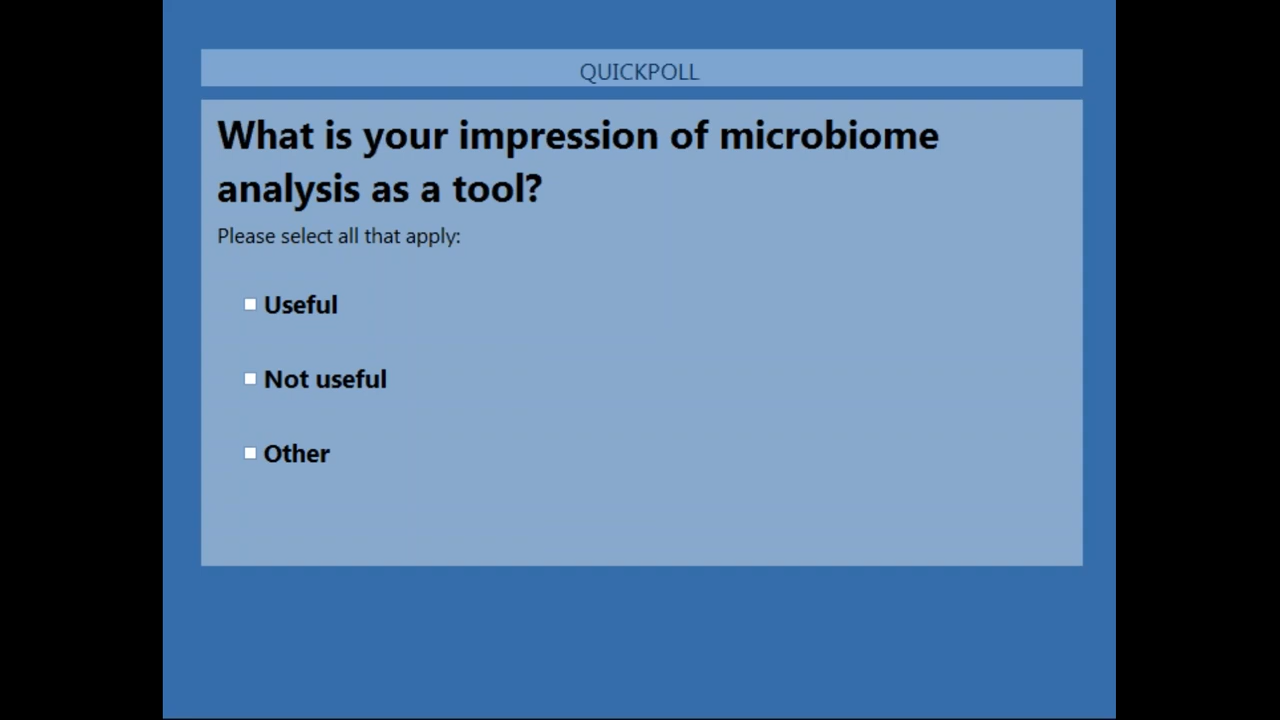 QUICKPOLL
What is your impression of microbiome
analysis as a tool?
Please select all that apply:
Useful
Not useful
Other